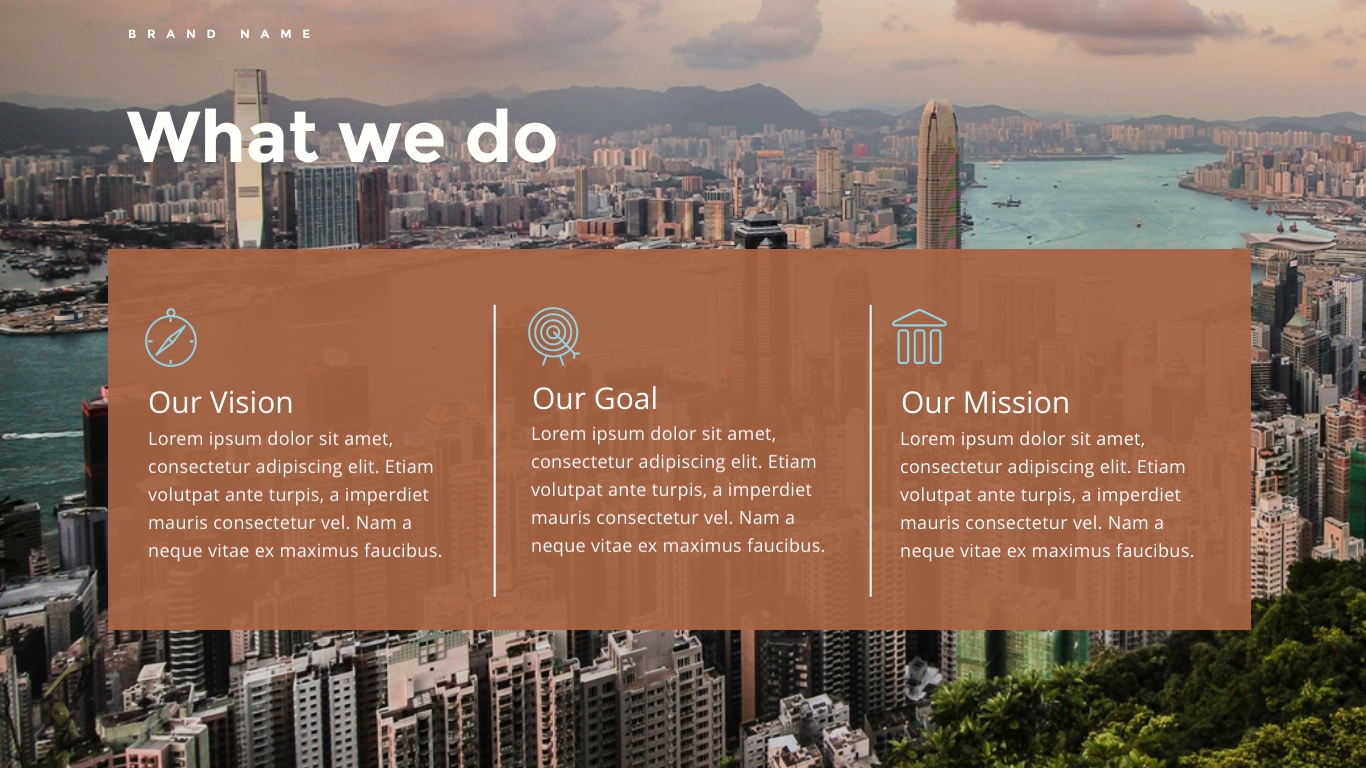 BRAND NAME
What we do
Our Vision
Lorem ipsum dolor sit amet,
consectetur adipiscing elit. Etiam
volutpat ante turpis, a imperdiet
mauris consectetur vel. Nam a
neque vitae ex maximus faucibus.
Our Goal
Lorem ipsum dolor sit amet,
consectetur adipiscing elit. Etiam
volutpat ante turpis, a imperdiet
mauris consectetur vel. Nam a
neque vitae ex maximus faucibus.
Our Mission
Lorem ipsum dolor sit amet,
consectetur adipiscing elit. Etiam
volutpat ante turpis, a imperdiet
mauris consectetur vel. Nam a
neque vitae ex maximus faucibus.